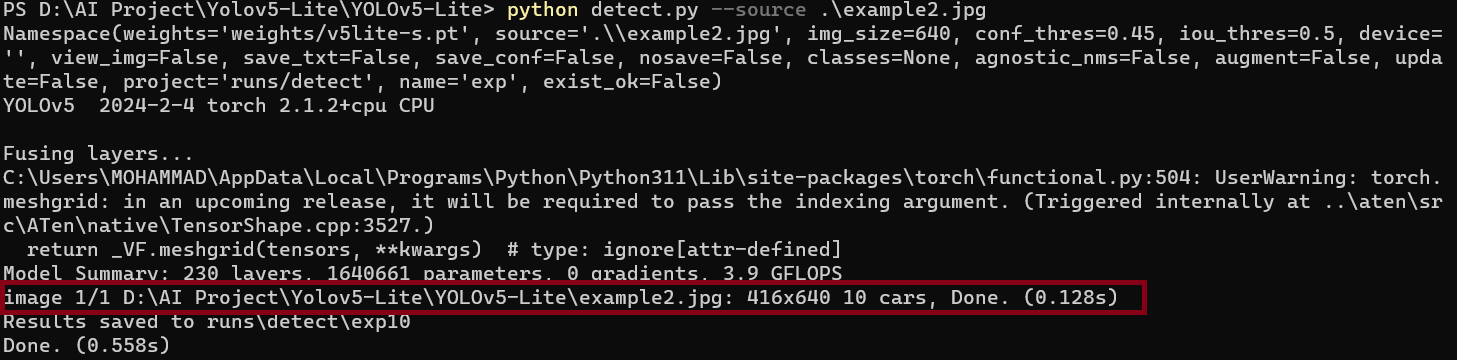 PS D:\AI Project\Yolov5-Lite\YOLOv5-Lite> python detect.py --source .\example2.jpg
Namespace(weights='weights/v5lite-s.pt', source='.\\example2.jpg', img_size=640, conf_thres=0.45, iou_thres=0.5, device=
'', view_img=False, save_txt=False, save_conf=False, nosave=False, classes=None, agnostic_nms=False, augment=False, upda
te=False, project='runs/detect', name='exp', exist_ok=False)
YOLOv5  2024-2-4 torch 2.1.2+cpu CPU
Fusing layers...
C:\Users\MOHAMMAD\AppData\Local\Programs\Python\Python311\Lib\site-packages\torch\functional.py:504: UserWarning: torch.
meshgrid: in an upcoming release, it will be required to pass the indexing argument. (Triggered internally at ..\aten\sr
c\ATen\native\TensorShape.cpp:3527.)
  return _VF.meshgrid(tensors, **kwargs)  # type: ignore[attr-defined]
Model Summary: 230 layers, 1640661 parameters, 0 gradients, 3.9 GFLOPS
image 1/1 D:\AI Project\Yolov5-Lite\YOLOv5-Lite\example2.jpg: 416x640 10 cars, Done. (0.128s)
Results saved to runs\detect\exp10
Done. (0.558s)